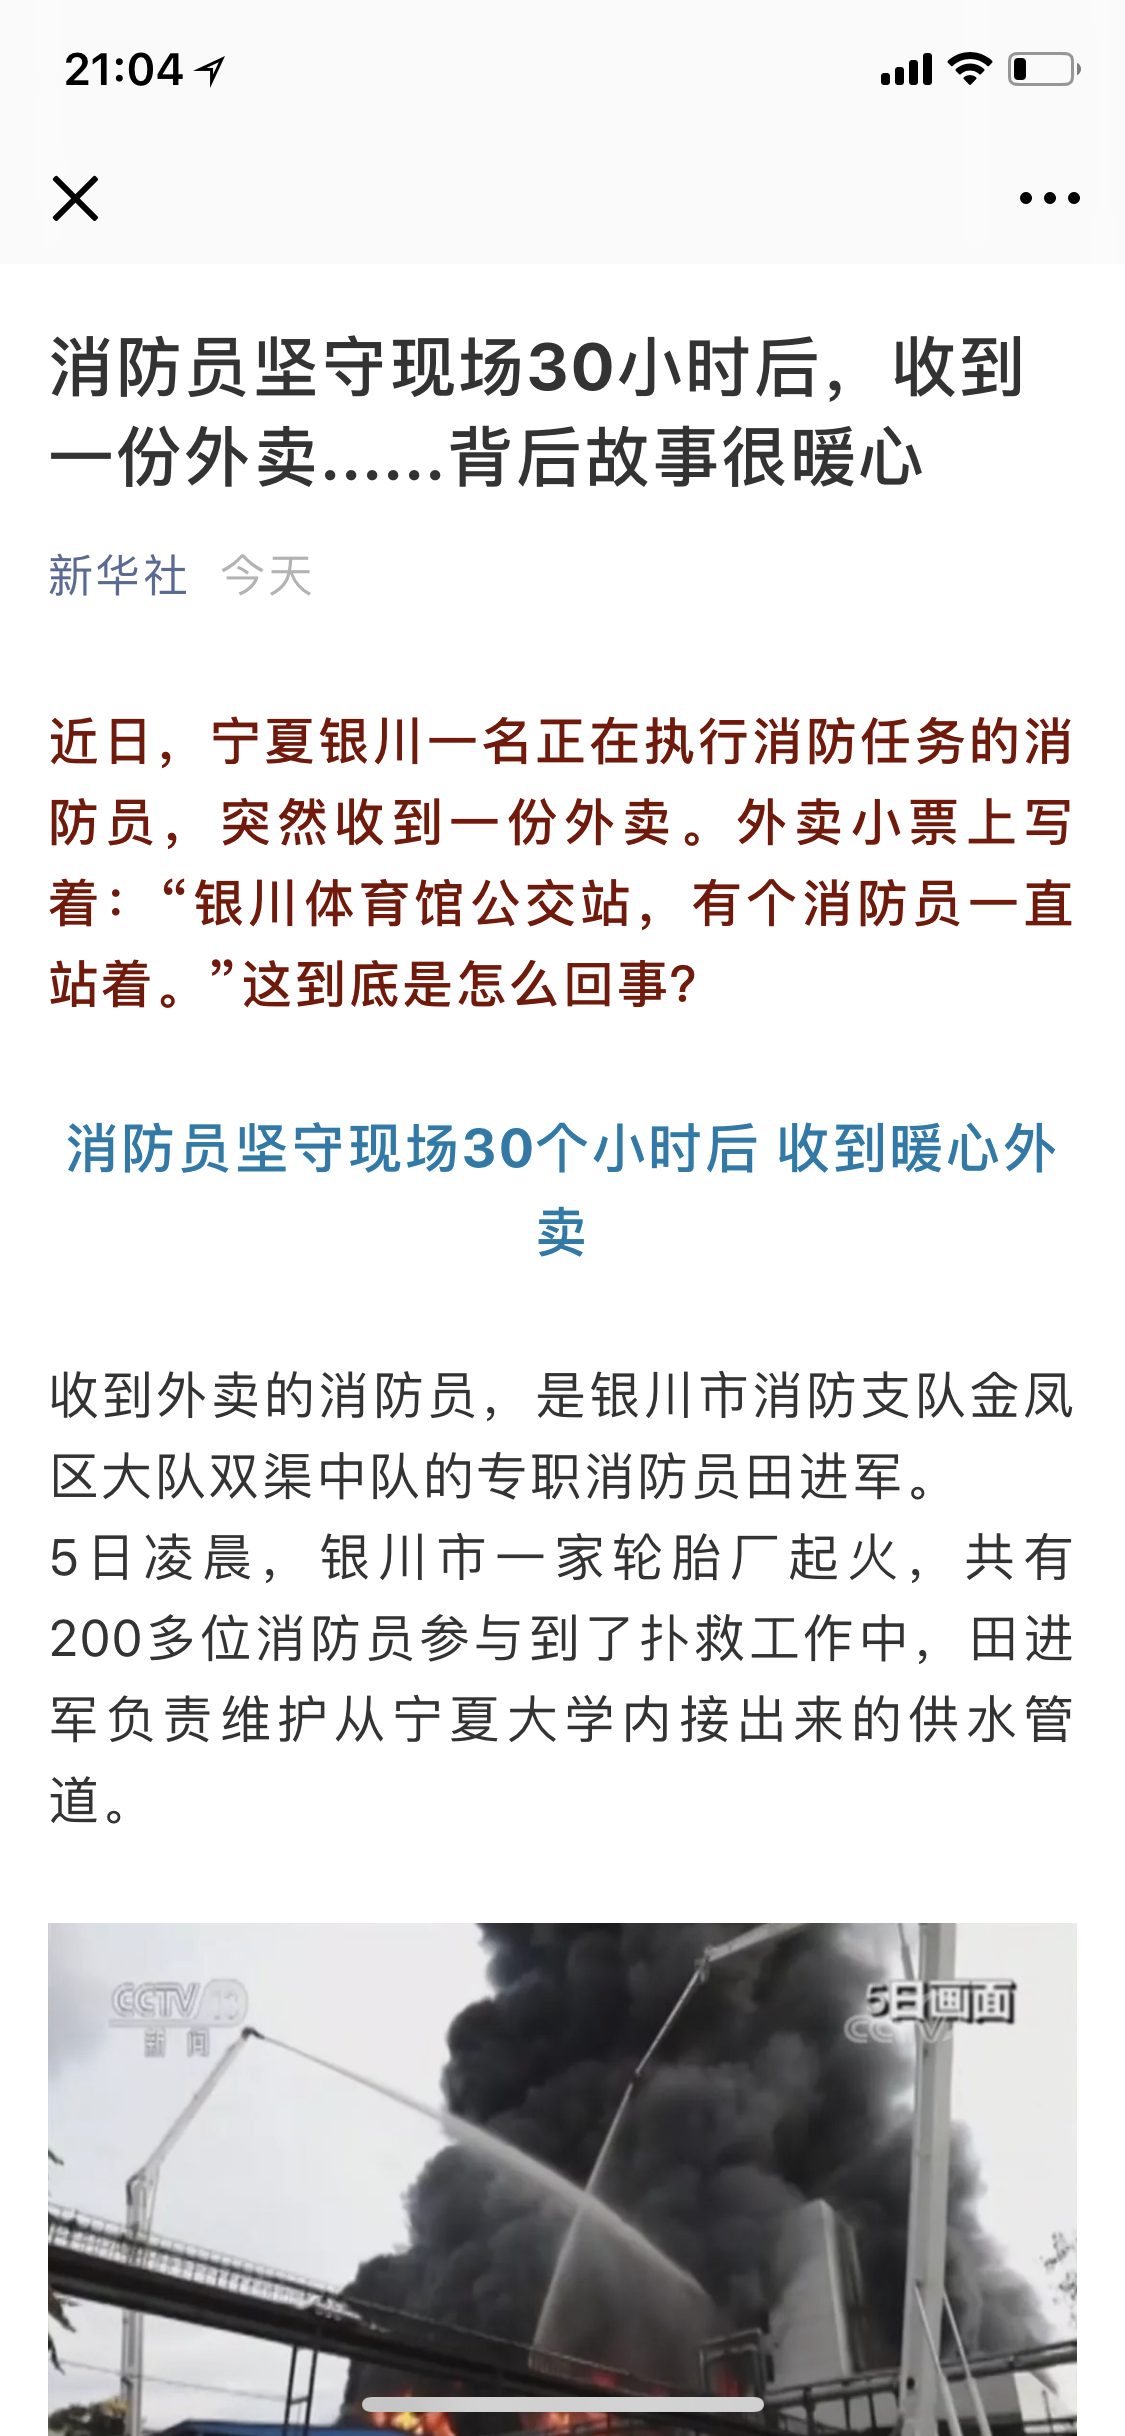 21:04
消防员坚守现场30小时后，收到
一份外卖……背后故事很暖心
新华社 今天
近日，宁夏银川一名正在执行消防任务的消
防员，突然收到一份外卖。外卖小票上写
着：“银川体育馆公交站，有个消防员一直
站着。”这到底是怎么回事？
消防员坚守现场30个小时后 收到暖心外
卖
收到外卖的消防员，是银川市消防支队金凤
区大队双渠中队的专职消防员田进军。
5日凌晨，银川市一家轮胎厂起火，共有
200多位消防员参与到了扑救工作中，田进
军负责维护从宁夏大学内接出来的供水管
道。
CCTV 13
新闻
5日画面
CCTV